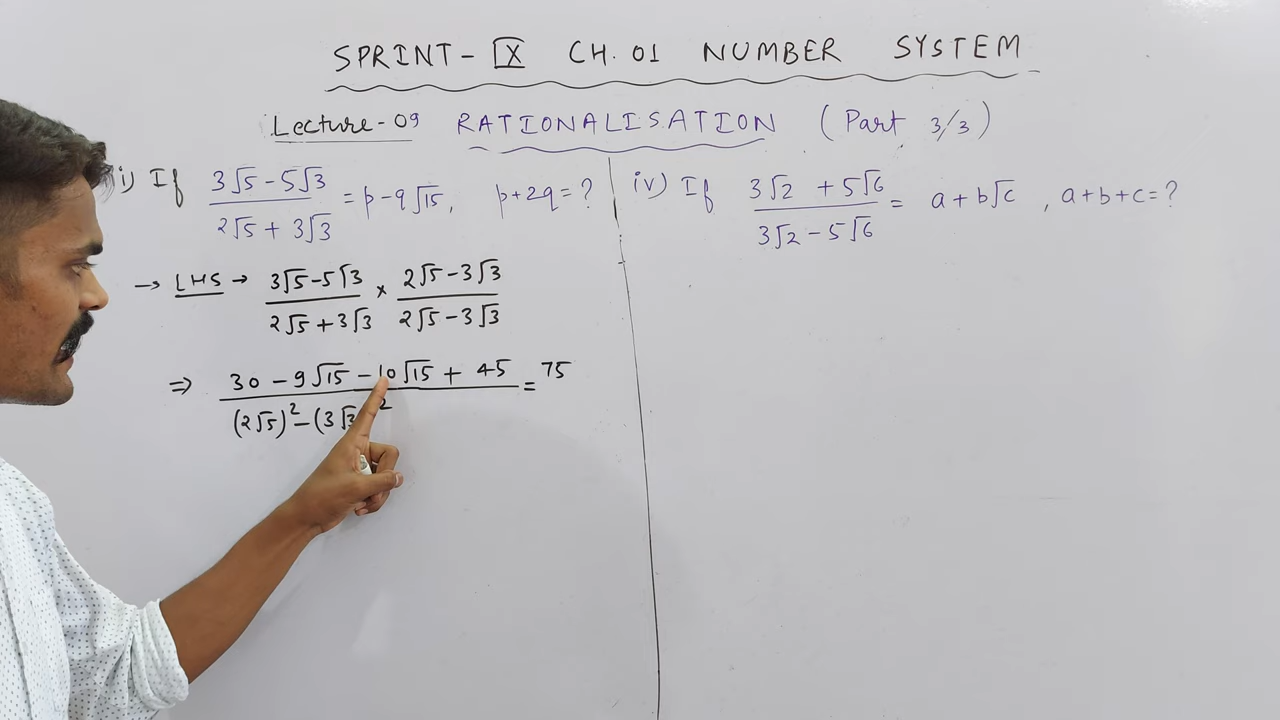 SPRINT-IX CH. 01 NUMBER SYSTEM
Lecture-09 RATIONALISATION (Part 3/3)
i) If (3√5-5√3)/(2√5+3√3) = p-9√15, p+2q=?
→ LHS → (3√5-5√3)/(2√5+3√3) × (2√5-3√3)/(2√5-3√3)
⇒ (30-9√15-10√15+45)/((2√5)²-(3√3)²) = 75
iv) If (3√2+5√6)/(3√2-5√6) = a+b√c, a+b+c=?